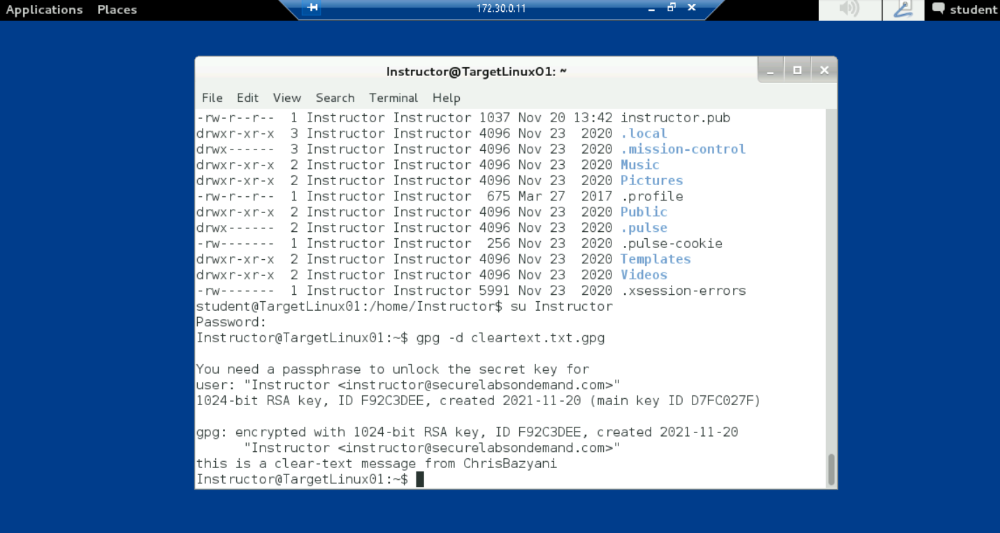 Applications Places 172.30.0.11 student
Instructor@TargetLinux01: ~
File Edit View Search Terminal Help
-rw-r--r--  1 Instructor Instructor 1037 Nov 20 13:42 instructor.pub
drwxr-xr-x  3 Instructor Instructor 4096 Nov 23  2020 .local
drwx------  3 Instructor Instructor 4096 Nov 23  2020 .mission-control
drwxr-xr-x  2 Instructor Instructor 4096 Nov 23  2020 Music
drwxr-xr-x  2 Instructor Instructor 4096 Nov 23  2020 Pictures
-rw-r--r--  1 Instructor Instructor  675 Mar 27  2017 .profile
drwxr-xr-x  2 Instructor Instructor 4096 Nov 23  2020 Public
drwx------  2 Instructor Instructor 4096 Nov 23  2020 .pulse
-rw-------  1 Instructor Instructor  256 Nov 23  2020 .pulse-cookie
drwxr-xr-x  2 Instructor Instructor 4096 Nov 23  2020 Templates
drwxr-xr-x  2 Instructor Instructor 4096 Nov 23  2020 Videos
-rw-------  1 Instructor Instructor 5991 Nov 23  2020 .xsession-errors
student@TargetLinux01:/home/Instructor$ su Instructor
Password:
Instructor@TargetLinux01:~$ gpg -d cleartext.txt.gpg
You need a passphrase to unlock the secret key for
user: "Instructor <instructor@securelabsondemand.com>"
1024-bit RSA key, ID F92C3DEE, created 2021-11-20 (main key ID D7FC027F)
gpg: encrypted with 1024-bit RSA key, ID F92C3DEE, created 2021-11-20
"Instructor <instructor@securelabsondemand.com>"
this is a clear-text message from ChrisBazyani
Instructor@TargetLinux01:~$